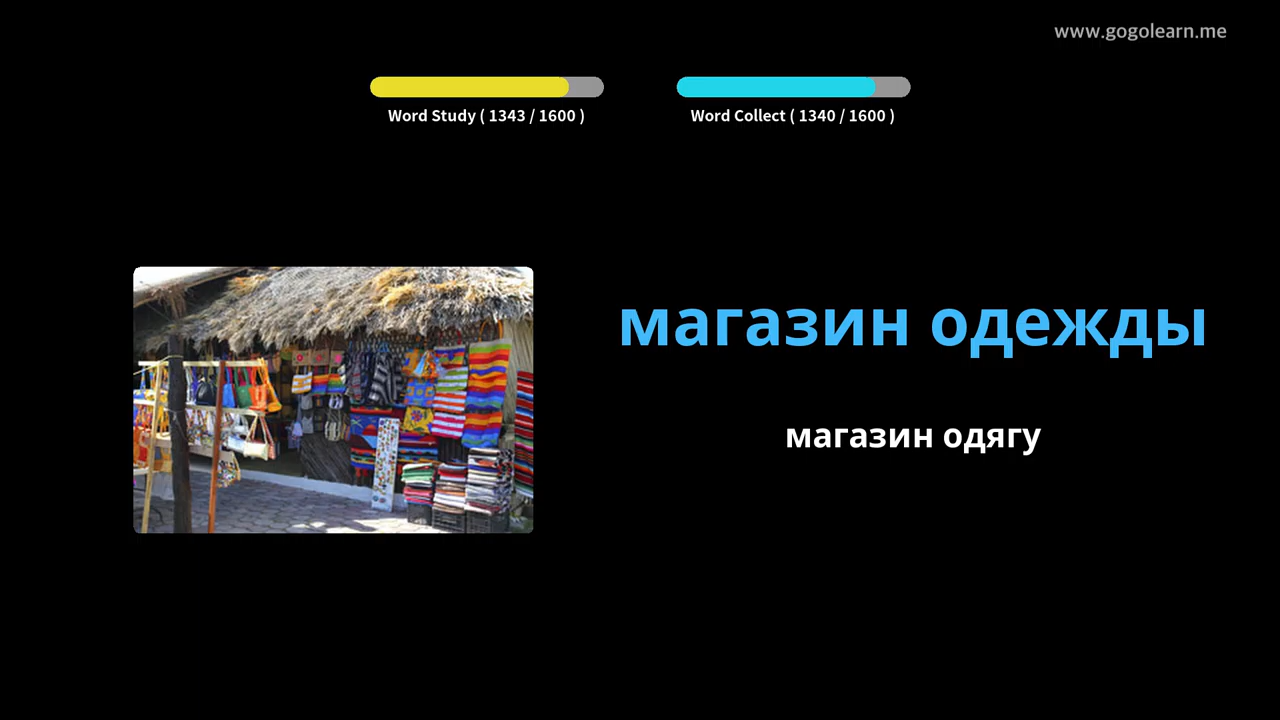 www.gogolearn.me
Word Study ( 1343 / 1600 )
Word Collect ( 1340 / 1600 )
магазин одежды
магазин одягу